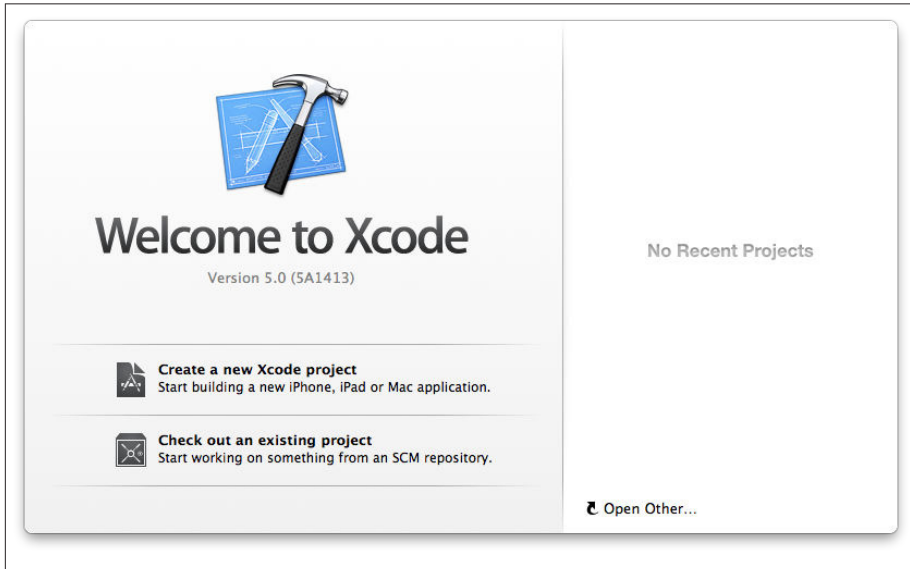 Welcome to Xcode
Version 5.0 (5A1413)
Create a new Xcode project
Start building a new iPhone, iPad or Mac application.
Check out an existing project
Start working on something from an SCM repository.
No Recent Projects
Open Other...